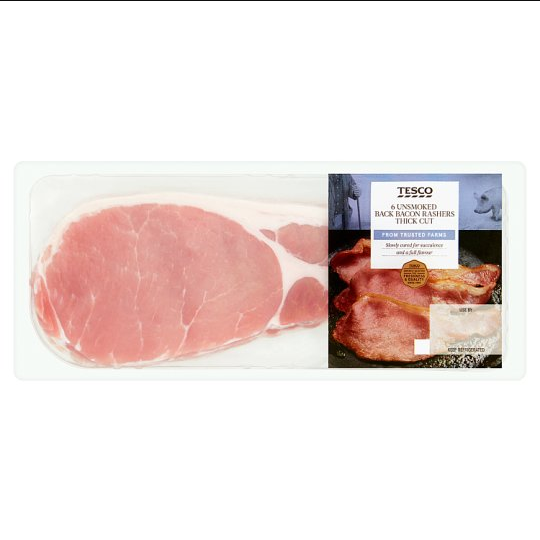 TESCO
6 UNSMOKED
BACK BACON RASHERS
THICK CUT
FROM TRUSTED FARMS
Slowly cured for succulence
and a full flavour
USE BY
KEEP REFRIGERATED